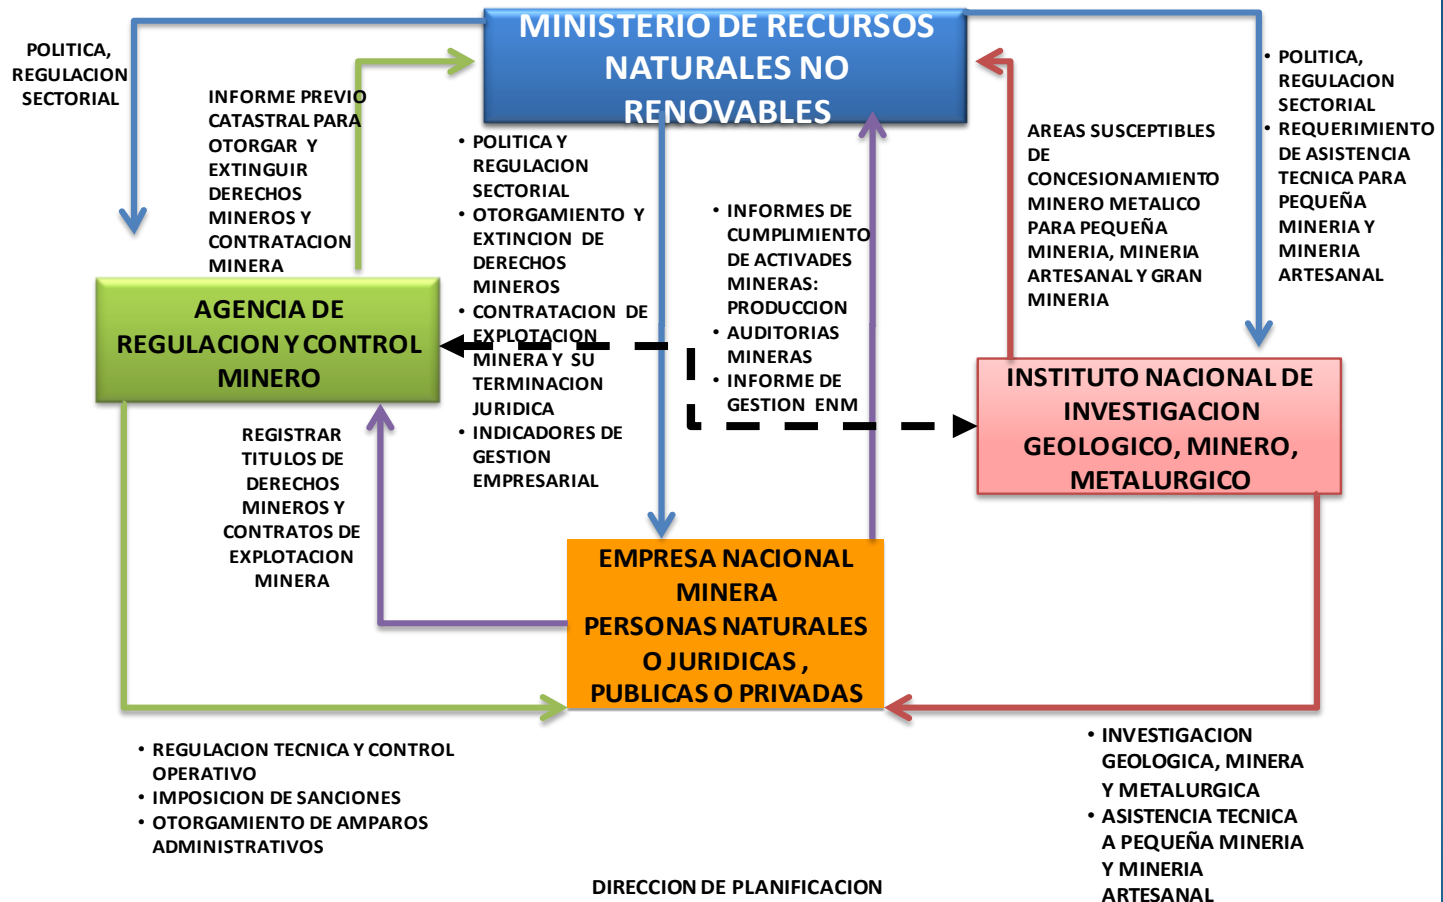 MINISTERIO DE RECURSOS
NATURALES NO
RENOVABLES
POLITICA,
REGULACION
SECTORIAL
INFORME PREVIO
CATASTRAL PARA
OTORGAR Y
EXTINGUIR
DERECHOS
MINEROS Y
CONTRATACION
MINERA
• POLITICA Y
REGULACION
SECTORIAL
• OTORGAMIENTO Y
EXTINCION DE
DERECHOS
MINEROS
• CONTRATACION DE
EXPLOTACION
MINERA Y SU
TERMINACION
JURIDICA
• INDICADORES DE
GESTION
EMPRESARIAL
• INFORMES DE
CUMPLIMIENTO
DE ACTIVADES
MINERAS:
PRODUCCION
• AUDITORIAS
MINERAS
• INFORME DE
GESTION ENM
AREAS SUSCEPTIBLES
DE
CONCESIONAMIENTO
MINERO METALICO
PARA PEQUEÑA
MINERIA, MINERIA
ARTESANAL Y GRAN
MINERIA
• POLITICA,
REGULACION
SECTORIAL
• REQUERIMIENTO
DE ASISTENCIA
TECNICA PARA
PEQUEÑA
MINERIA Y
MINERIA
ARTESANAL
AGENCIA DE
REGULACION Y CONTROL
MINERO
INSTITUTO NACIONAL DE
INVESTIGACION
GEOLOGICO, MINERO,
METALURGICO
REGISTRAR
TITULOS DE
DERECHOS
MINEROS Y
CONTRATOS DE
EXPLOTACION
MINERA
EMPRESA NACIONAL
MINERA
PERSONAS NATURALES
O JURIDICAS ,
PUBLICAS O PRIVADAS
• REGULACION TECNICA Y CONTROL
OPERATIVO
• IMPOSICION DE SANCIONES
• OTORGAMIENTO DE AMPAROS
ADMINISTRATIVOS
• INVESTIGACION
GEOLOGICA, MINERA
Y METALURGICA
• ASISTENCIA TECNICA
A PEQUEÑA MINERIA
Y MINERIA
ARTESANAL
DIRECCION DE PLANIFICACION